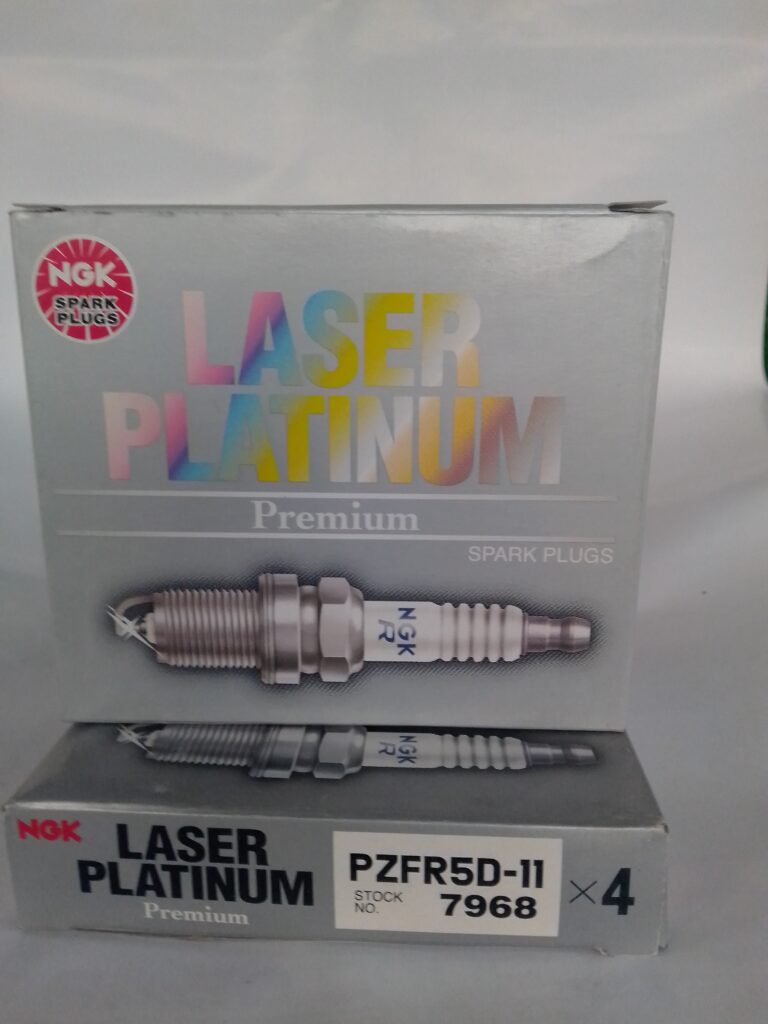 NGK
SPARK
PLUGS
LASER
PLATINUM
Premium
SPARK PLUGS
NGK
R
NGK
R
NGK
LASER
PLATINUM
Premium
PZFR5D-11
STOCK
NO.
7968
×4